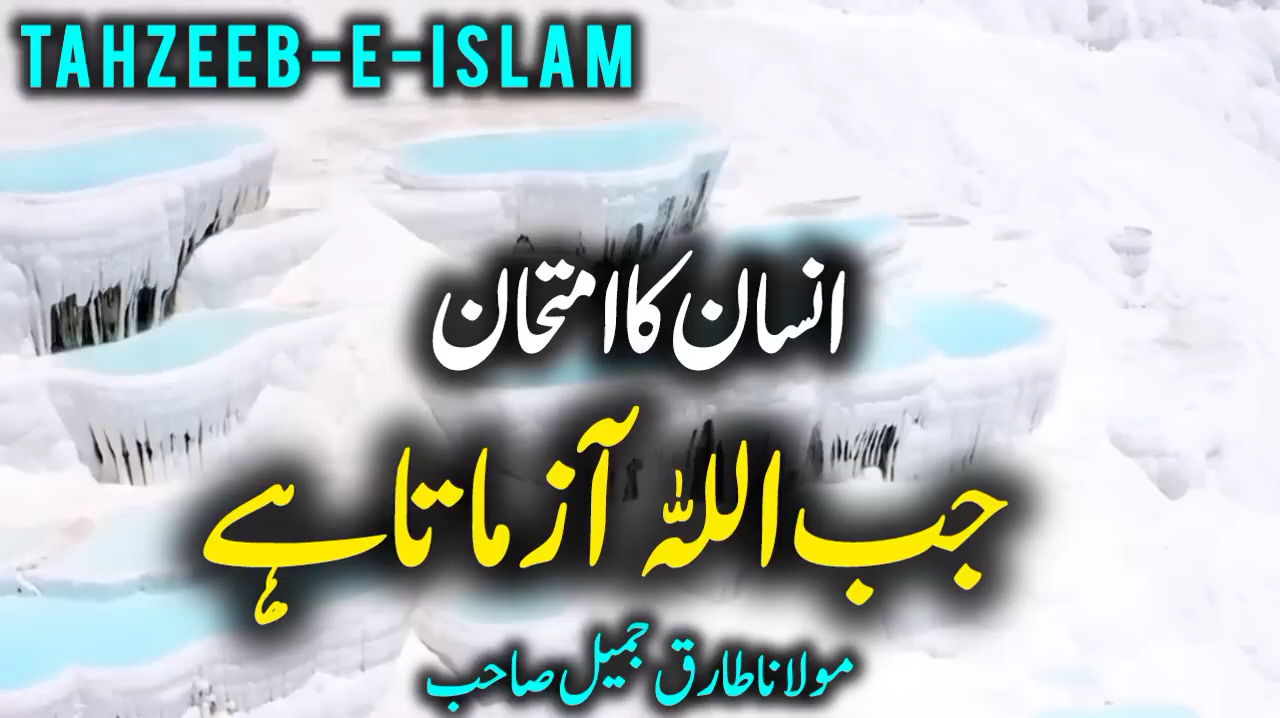 TAHZEEB-E-ISLAM
انسان کا امتحان
جب اللہ آزماتا ہے
مولانا طارق جمیل صاحب